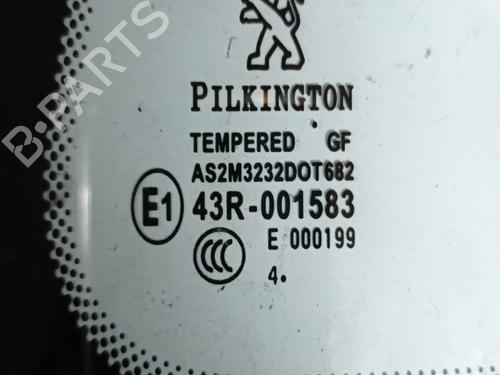 B-PARTS
PILKINGTON
TEMPERED GF
AS2M3232DOT682
E1 43R-001583
CCC E 000199
4.